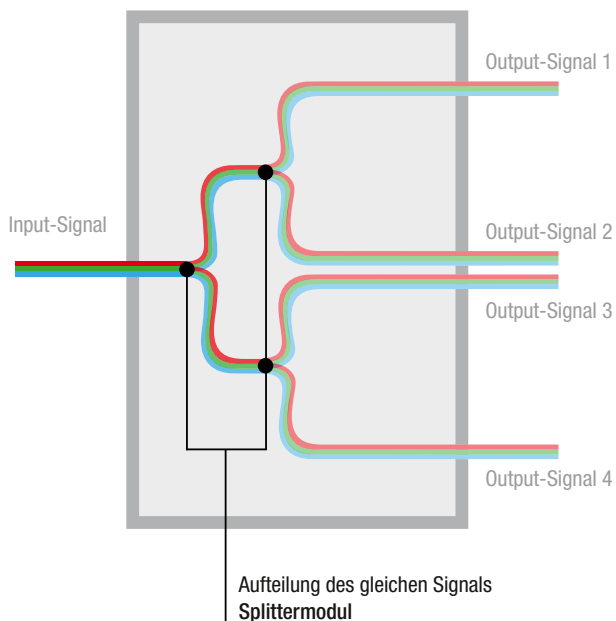 Output-Signal 1
Input-Signal
Output-Signal 2
Output-Signal 3
Output-Signal 4
Aufteilung des gleichen Signals
Splittermodul